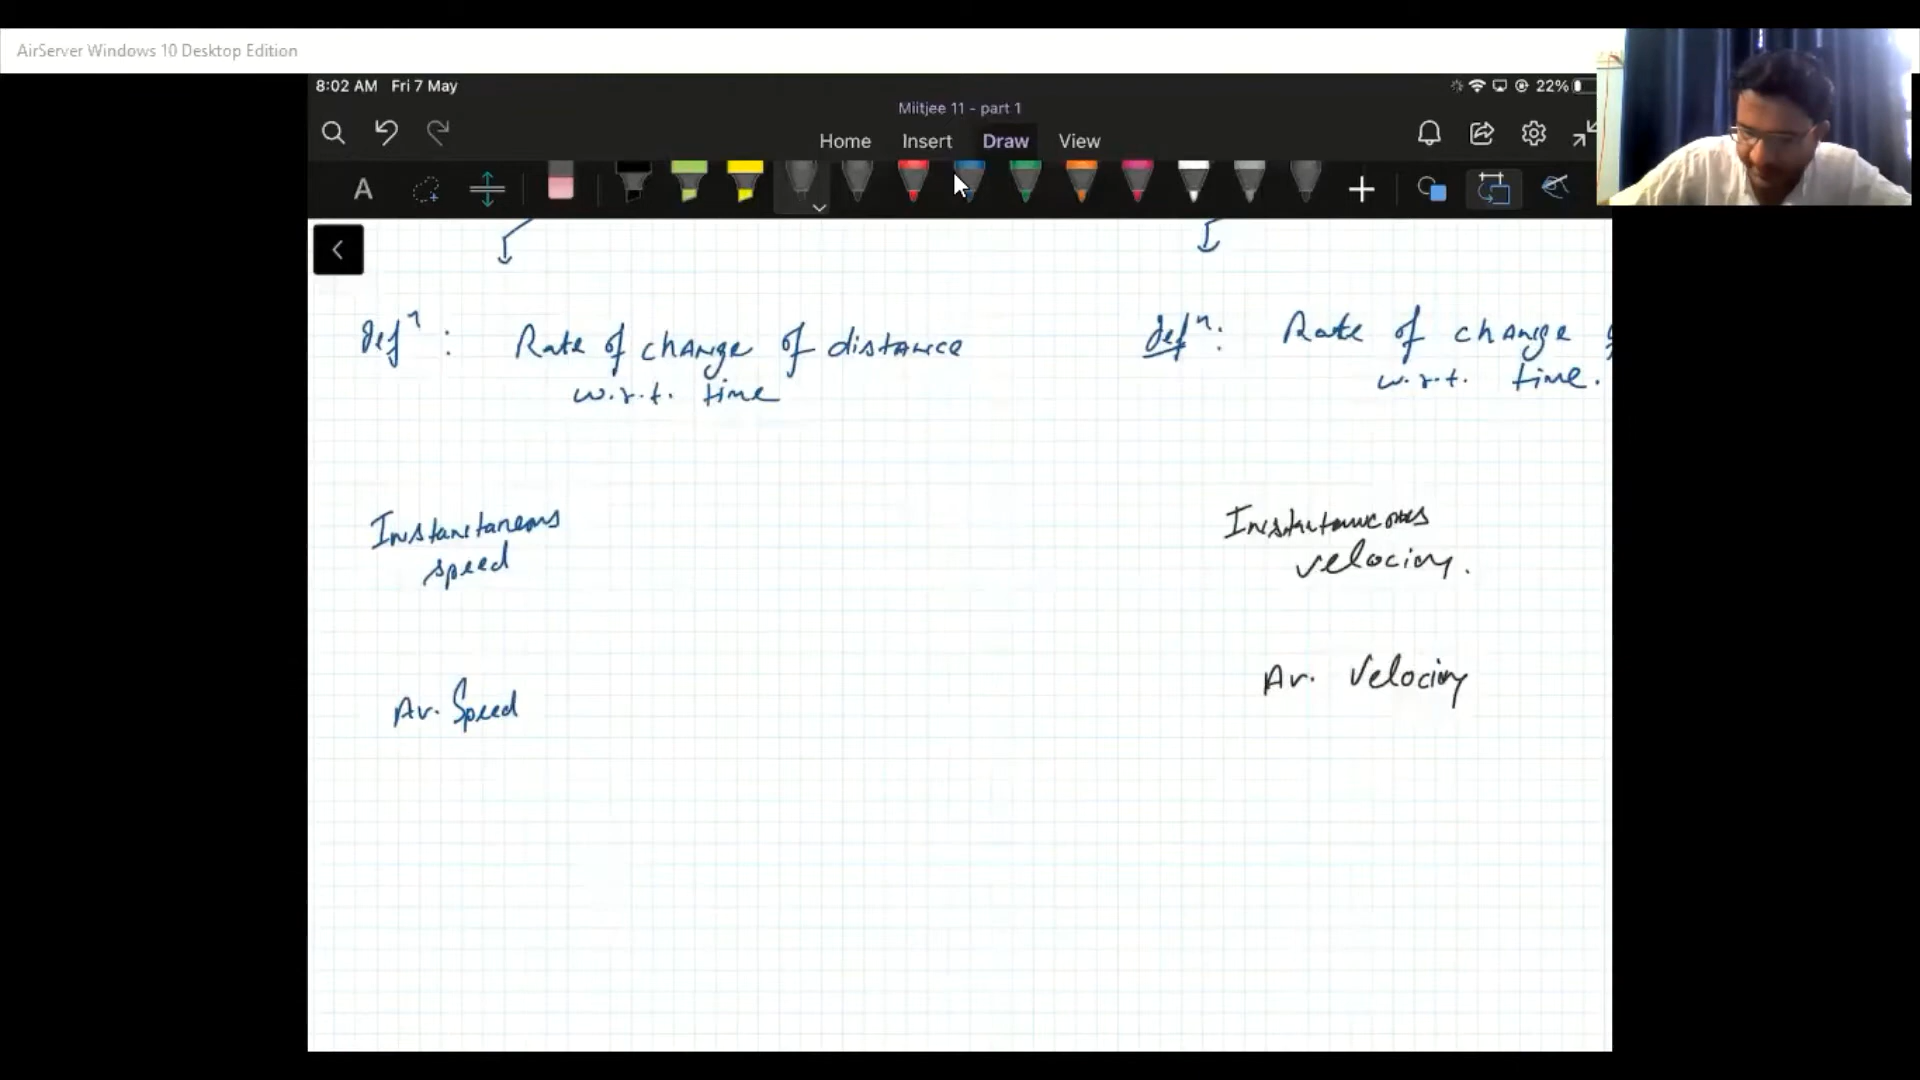 AirServer Windows 10 Desktop Edition
8:02 AM Fri 7 May
22%
Miitjee 11 - part 1
Home Insert Draw View
A
defⁿ : Rate of change of distance
w.r.t. time
defⁿ: Rate of change
w.r.t. time.
Instantaneous
speed
Instantaneous
velocity.
Av. Speed
Av. Velocity